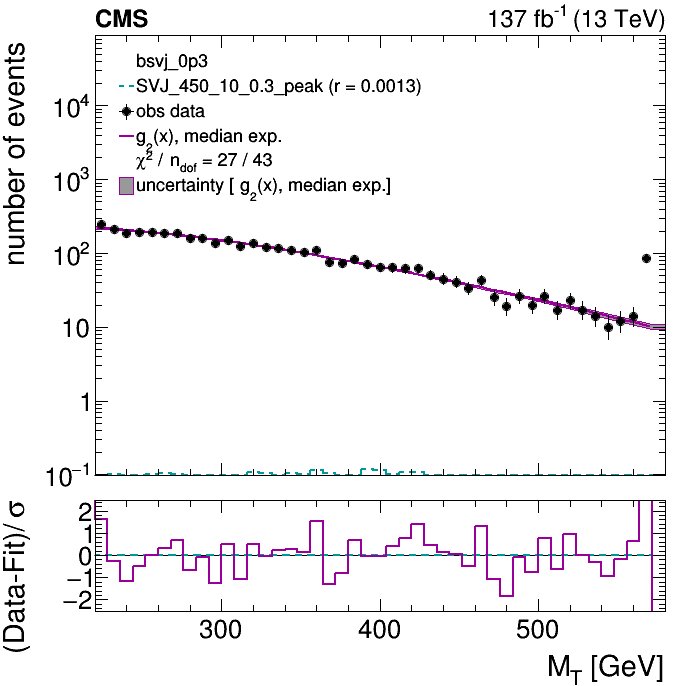 CMS 137 fb⁻¹ (13 TeV)
number of events
bsvj_0p3
SVJ_450_10_0.3_peak (r = 0.0013)
obs data
g₂(x), median exp.
χ² / n_dof = 27 / 43
uncertainty [ g₂(x), median exp.]
10⁴
10³
10²
10
1
10⁻¹
(Data-Fit)/σ
2
1
0
−1
−2
300 400 500
M_T [GeV]